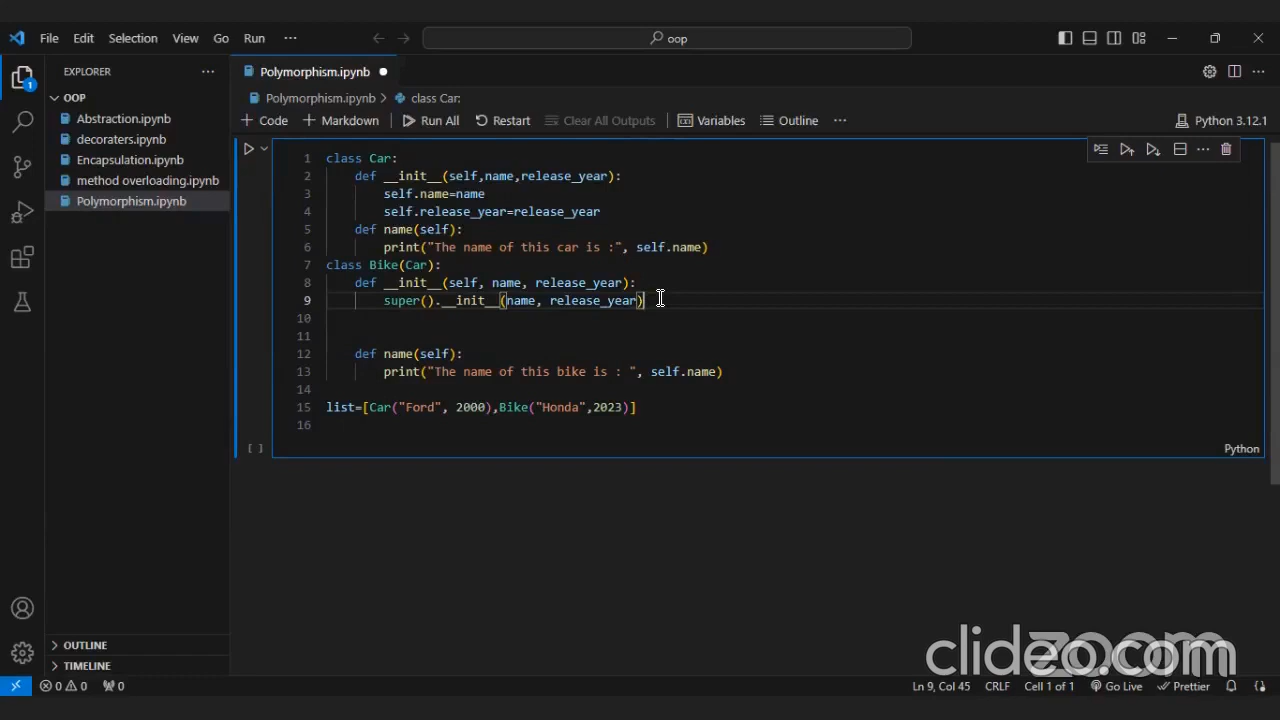 File Edit Selection View Go Run ··· oop
EXPLORER ···
Polymorphism.ipynb
OOP
Polymorphism.ipynb > class Car:
Abstraction.ipynb
decoraters.ipynb
Encapsulation.ipynb
method overloading.ipynb
Polymorphism.ipynb
1
+ Code + Markdown Run All Restart Clear All Outputs Variables Outline ··· Python 3.12.1
1 class Car:
2 def __init__(self,name,release_year):
3 self.name=name
4 self.release_year=release_year
5 def name(self):
6 print("The name of this car is :", self.name)
7 class Bike(Car):
8 def __init__(self, name, release_year):
9 super().__init__(name, release_year)
10
11
12 def name(self):
13 print("The name of this bike is : ", self.name)
14
15 list=[Car("Ford", 2000),Bike("Honda",2023)]
16
[ ] Python
OUTLINE
TIMELINE
clideo.com
zoom
0 0 0 Ln 9, Col 45 CRLF Cell 1 of 1 Go Live Prettier